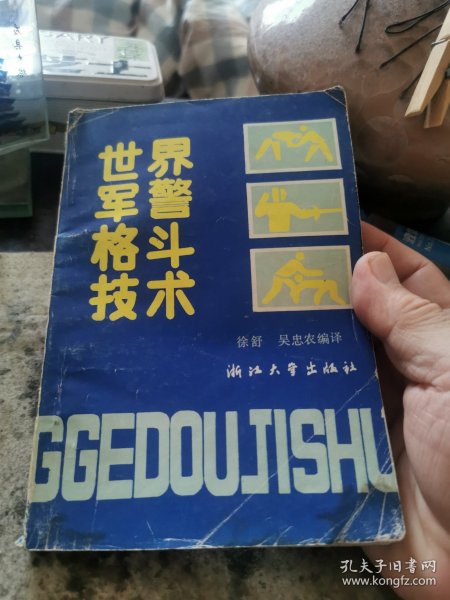 世界
军警
格斗
技术
徐舒 吴忠农编译
浙江大学出版社
GGEDOUJISHU
孔夫子旧书网
www.kongfz.com